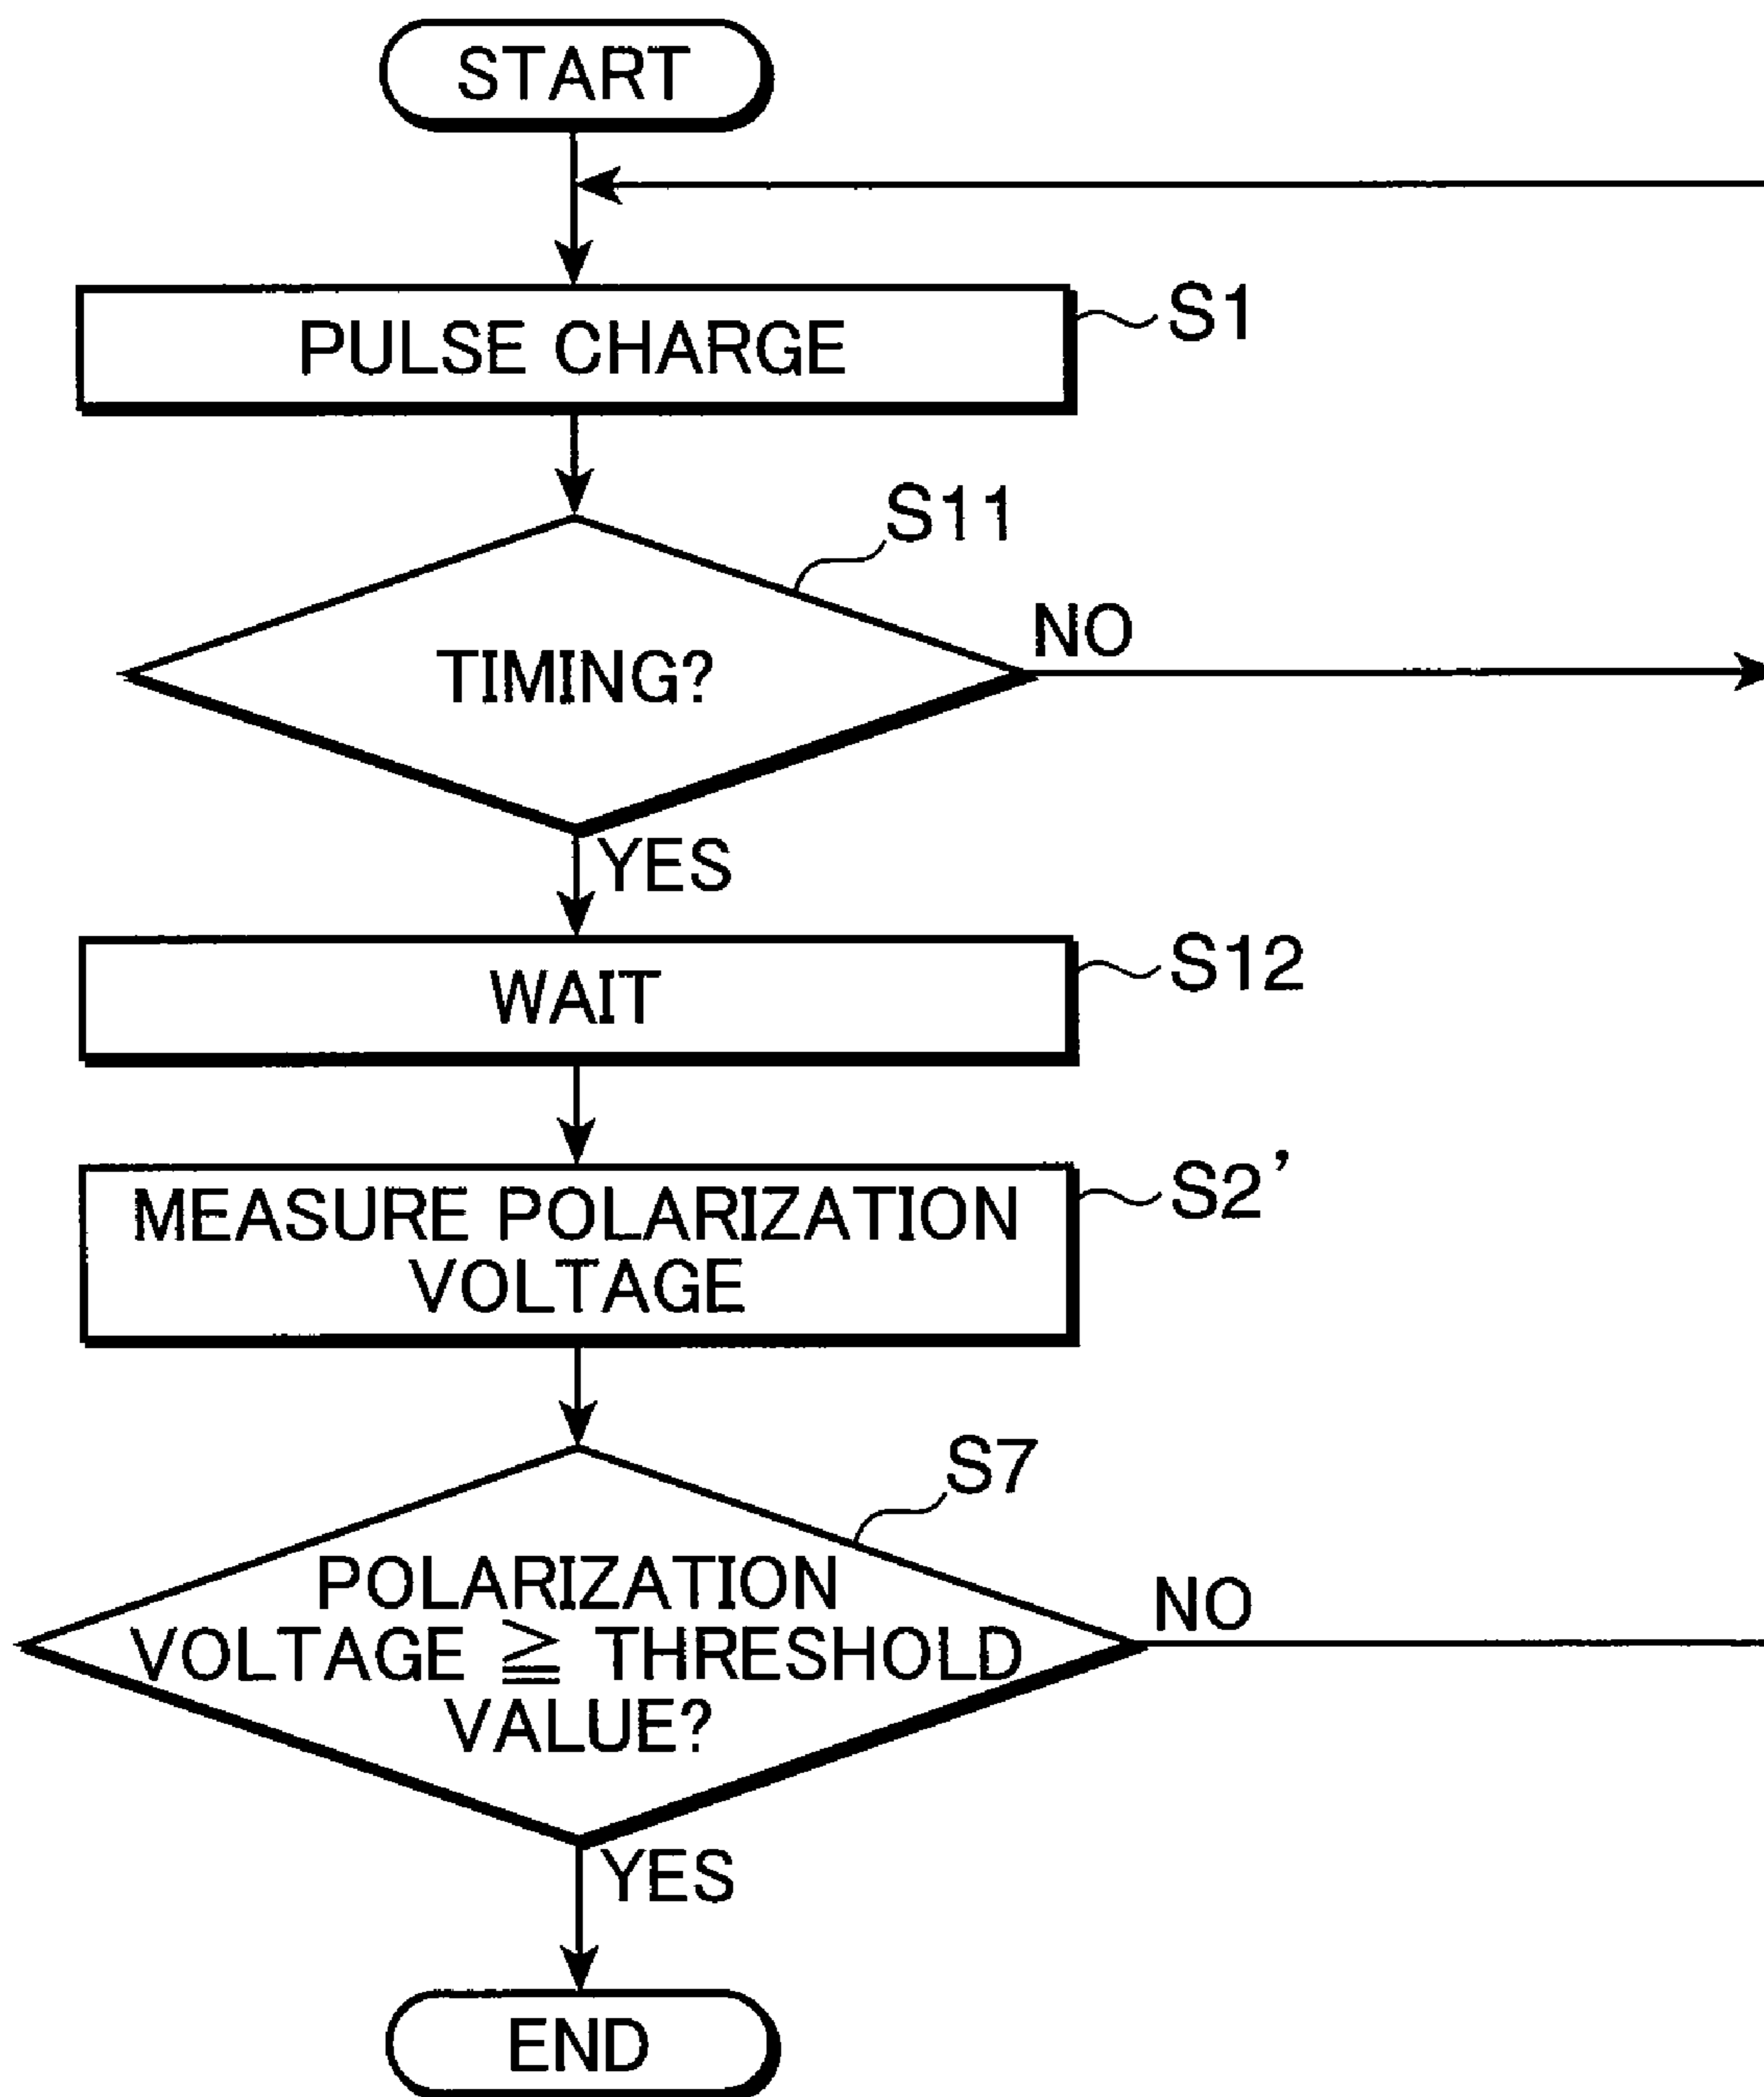 START
PULSE CHARGE
S1
S11
TIMING?
NO
YES
WAIT
S12
MEASURE POLARIZATION
VOLTAGE
S2’
S7
POLARIZATION
VOLTAGE ≧ THRESHOLD
VALUE?
NO
YES
END